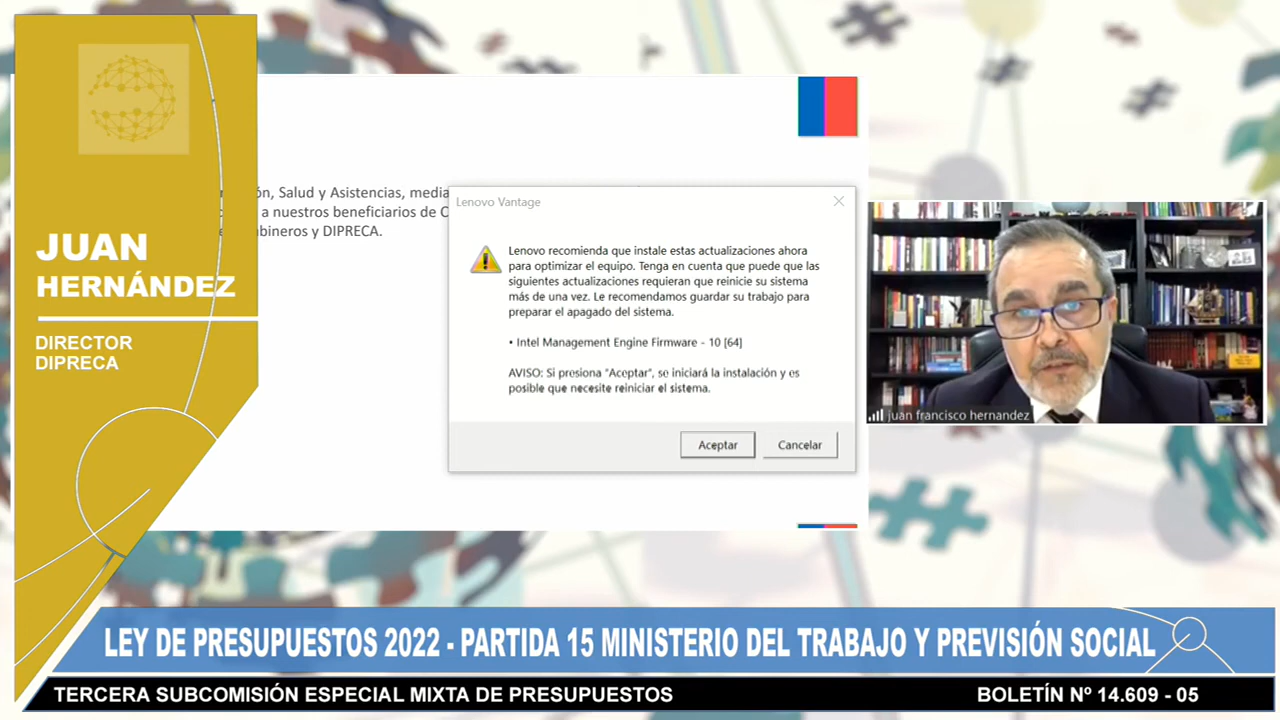 JUAN
HERNÁNDEZ
DIRECTOR
DIPRECA
Salud y Asistencias,
a nuestros beneficiarios de
y DIPRECA.
Lenovo Vantage
Lenovo recomienda que instale estas actualizaciones ahora
para optimizar el equipo. Tenga en cuenta que puede que las
siguientes actualizaciones requieran que reinicie su sistema
más de una vez. Le recomendamos guardar su trabajo para
preparar el apagado del sistema.
• Intel Management Engine Firmware - 10 [64]
AVISO: Si presiona "Aceptar", se iniciará la instalación y es
posible que necesite reiniciar el sistema.
Aceptar
Cancelar
juan francisco hernandez
LEY DE PRESUPUESTOS 2022 - PARTIDA 15 MINISTERIO DEL TRABAJO Y PREVISIÓN SOCIAL
TERCERA SUBCOMISIÓN ESPECIAL MIXTA DE PRESUPUESTOS
BOLETÍN Nº 14.609 - 05